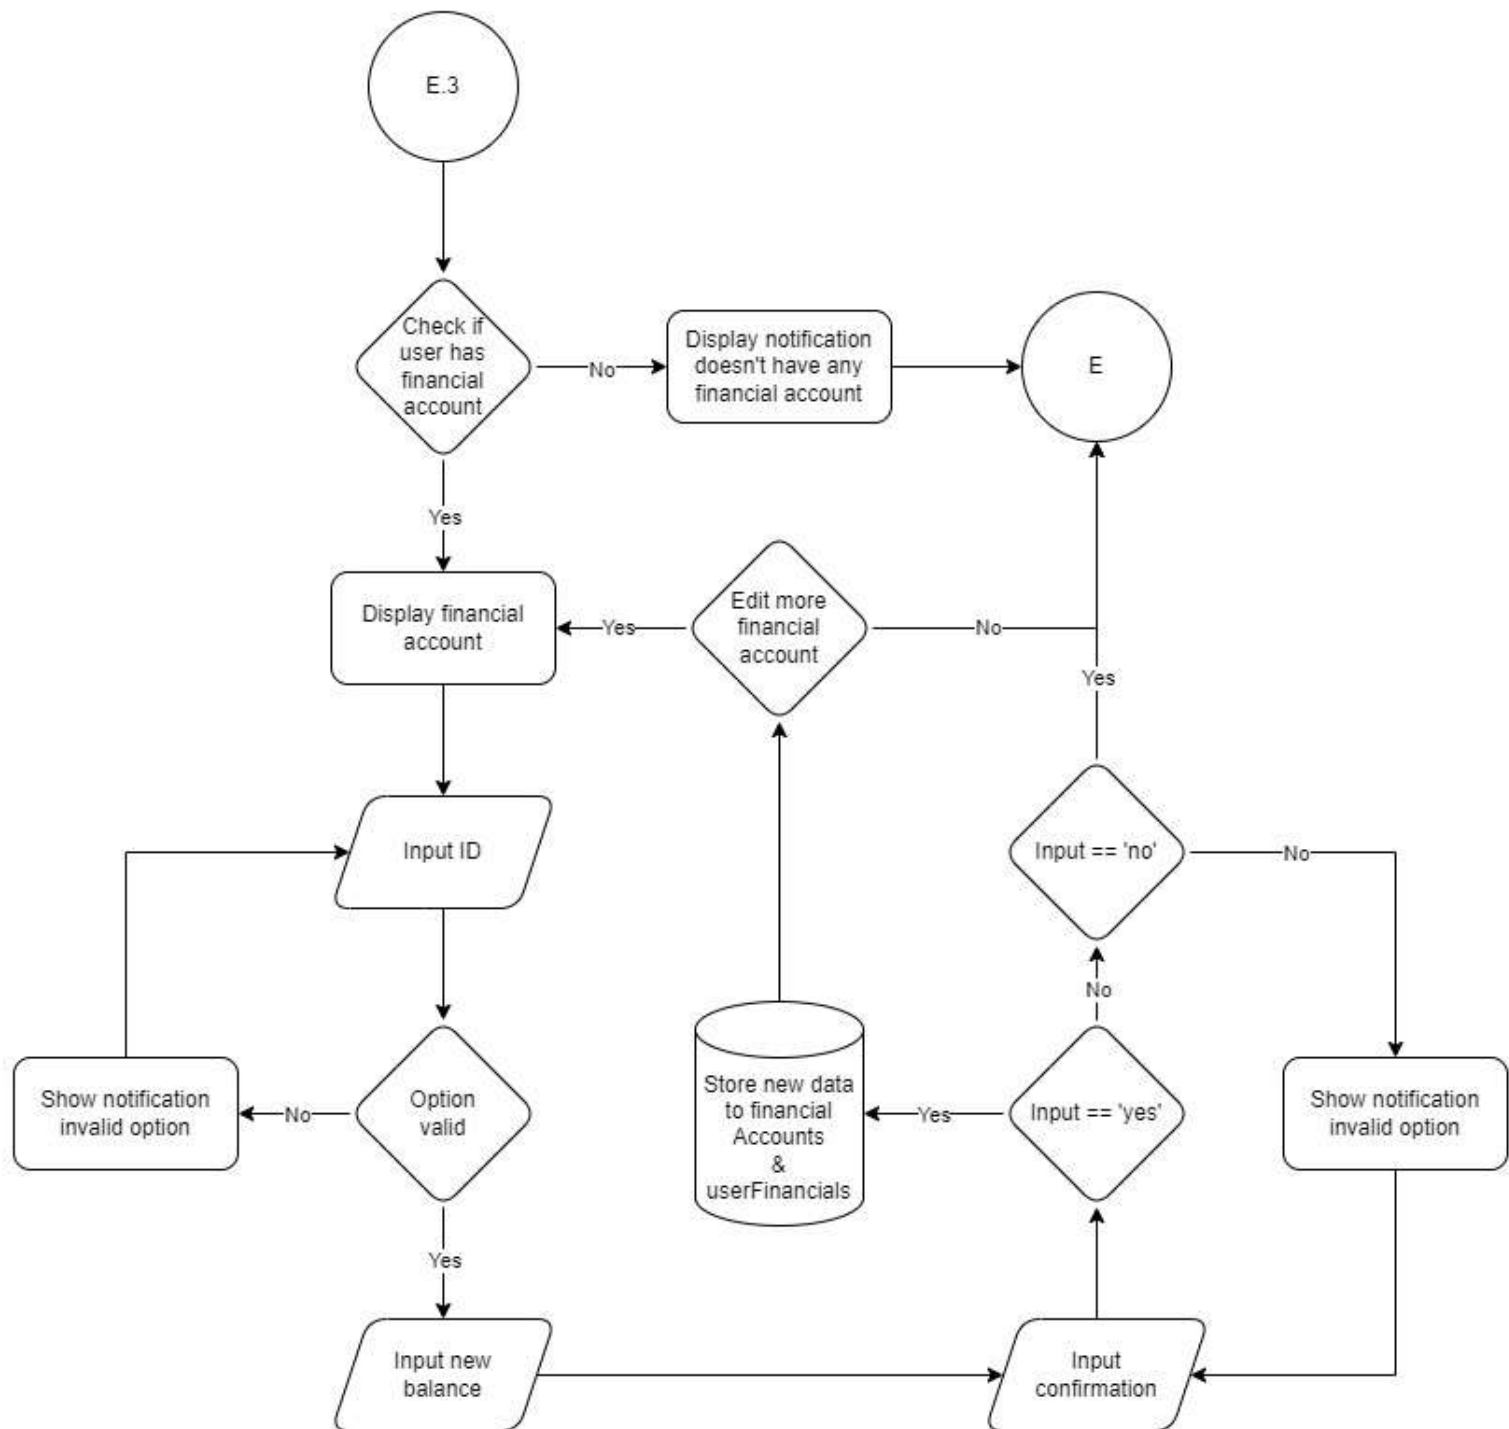 E.3
Check if
user has
financial
account
No
Display notification
doesn't have any
financial account
E
Yes
Display financial
account
Yes
Edit more
financial
account
No
Yes
Input ID
Input == 'no'
No
No
Show notification
invalid option
No
Option
valid
Store new data
to financial
Accounts
&
userFinancials
Yes
Input == 'yes'
Show notification
invalid option
Yes
Input new
balance
Input
confirmation